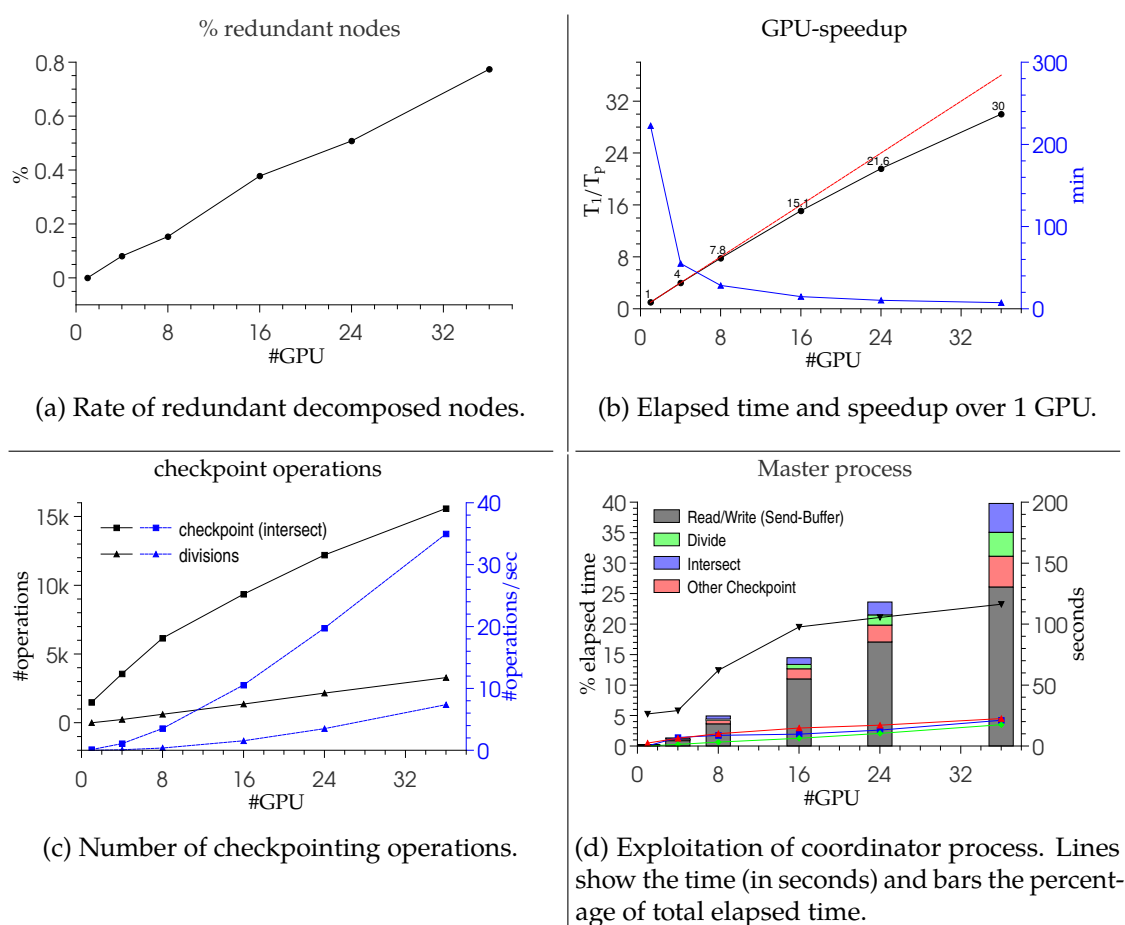 % redundant nodes
0.8
0.6
0.4
0.2
0
%
0
8
16
24
32
#GPU
(a) Rate of redundant decomposed nodes.
GPU-speedup
32
24
16
8
0
T1/Tp
300
200
100
0
min
1
4
7.8
15.1
21.6
30
0
8
16
24
32
#GPU
(b) Elapsed time and speedup over 1 GPU.
checkpoint operations
15k
10k
5k
0
#operations
checkpoint (intersect)
divisions
40
30
20
10
0
#operations/sec
0
8
16
24
32
#GPU
(c) Number of checkpointing operations.
Master process
40
35
30
25
20
15
10
5
0
% elapsed time
Read/Write (Send-Buffer)
Divide
Intersect
Other Checkpoint
200
150
100
50
0
seconds
0
8
16
24
32
#GPU
(d) Exploitation of coordinator process. Lines
show the time (in seconds) and bars the percent-
age of total elapsed time.